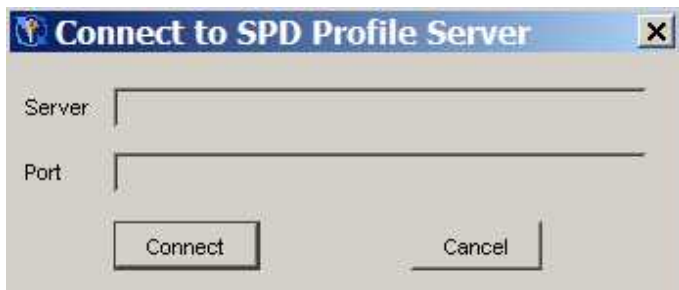 Connect to SPD Profile Server
Server
Port
Connect Cancel